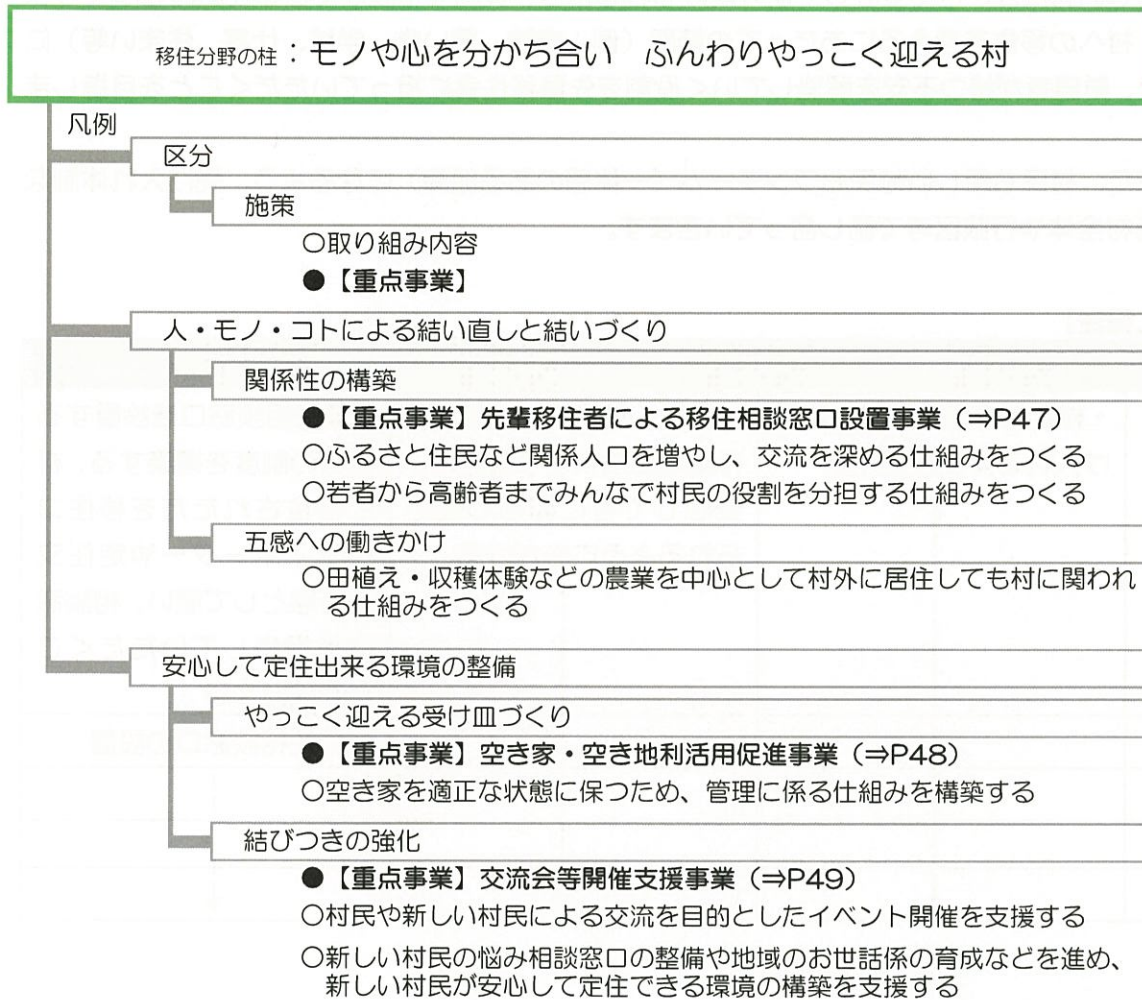 移住分野の柱：モノや心を分かち合い　ふんわりやっこく迎える村
凡例
区分
施策
○取り組み内容
●【重点事業】
人・モノ・コトによる結い直しと結いづくり
関係性の構築
●【重点事業】先輩移住者による移住相談窓口設置事業（⇒P47）
○ふるさと住民など関係人口を増やし、交流を深める仕組みをつくる
○若者から高齢者までみんなで村民の役割を分担する仕組みをつくる
五感への働きかけ
○田植え・収穫体験などの農業を中心として村外に居住しても村に関われ
る仕組みをつくる
安心して定住出来る環境の整備
やっこく迎える受け皿づくり
●【重点事業】空き家・空き地利活用促進事業（⇒P48）
○空き家を適正な状態に保つため、管理に係る仕組みを構築する
結びつきの強化
●【重点事業】交流会等開催支援事業（⇒P49）
○村民や新しい村民による交流を目的としたイベント開催を支援する
○新しい村民の悩み相談窓口の整備や地域のお世話係の育成などを進め、
新しい村民が安心して定住できる環境の構築を支援する